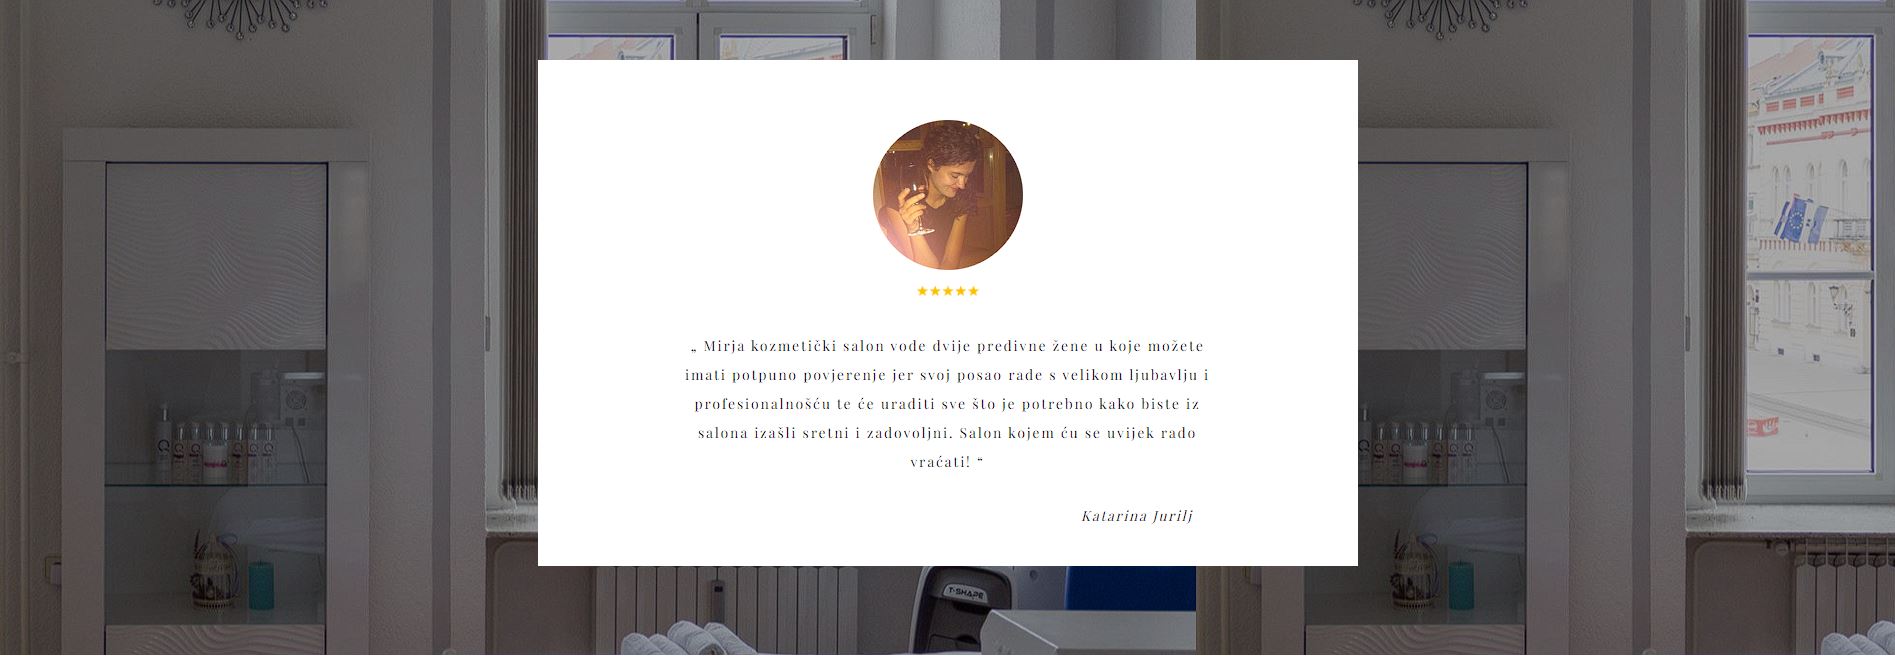 „ Mirja kozmetički salon vode dvije predivne žene u koje možete
imati potpuno povjerenje jer svoj posao rade s velikom ljubavlju i
profesionalnošću te će uraditi sve što je potrebno kako biste iz
salona izašli sretni i zadovoljni. Salon kojem ću se uvijek rado
vraćati! “
Katarina Jurilj
T-SHAPE